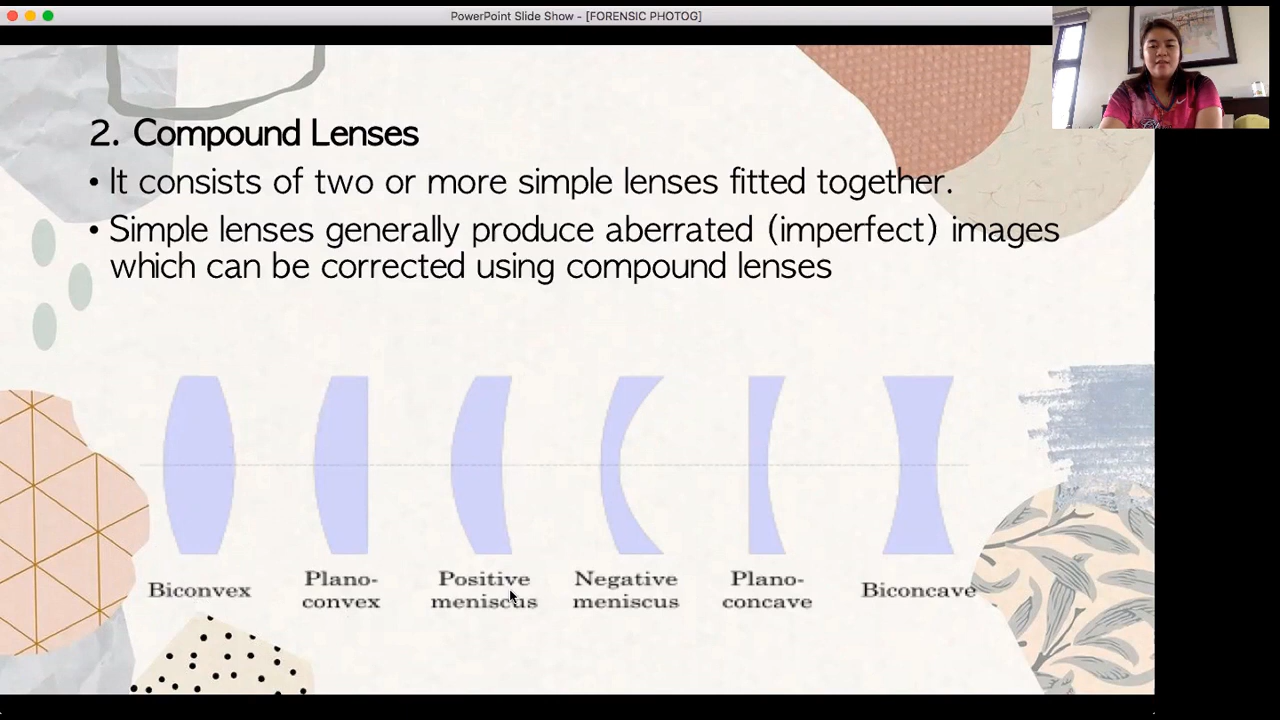 PowerPoint Slide Show - [FORENSIC PHOTOG]
2. Compound Lenses
• It consists of two or more simple lenses fitted together.
• Simple lenses generally produce aberrated (imperfect) images
which can be corrected using compound lenses
Biconvex
Plano-
convex
Positive
meniscus
Negative
meniscus
Plano-
concave
Biconcave